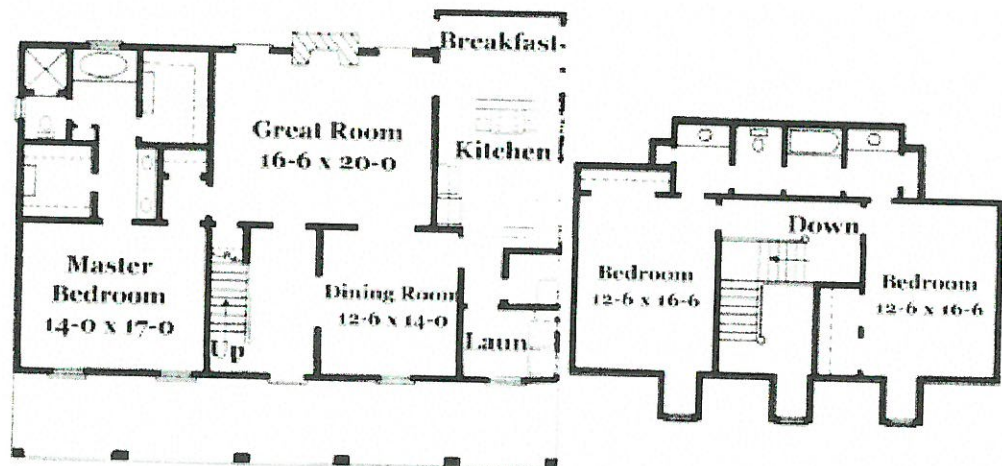 Breakfast
Great Room
16-6 x 20-0
Kitchen
Master
Bedroom
14-0 x 17-0
Up
Dining Room
12-6 x 14-0
Laun.
Down
Bedroom
12-6 x 16-6
Bedroom
12-6 x 16-6